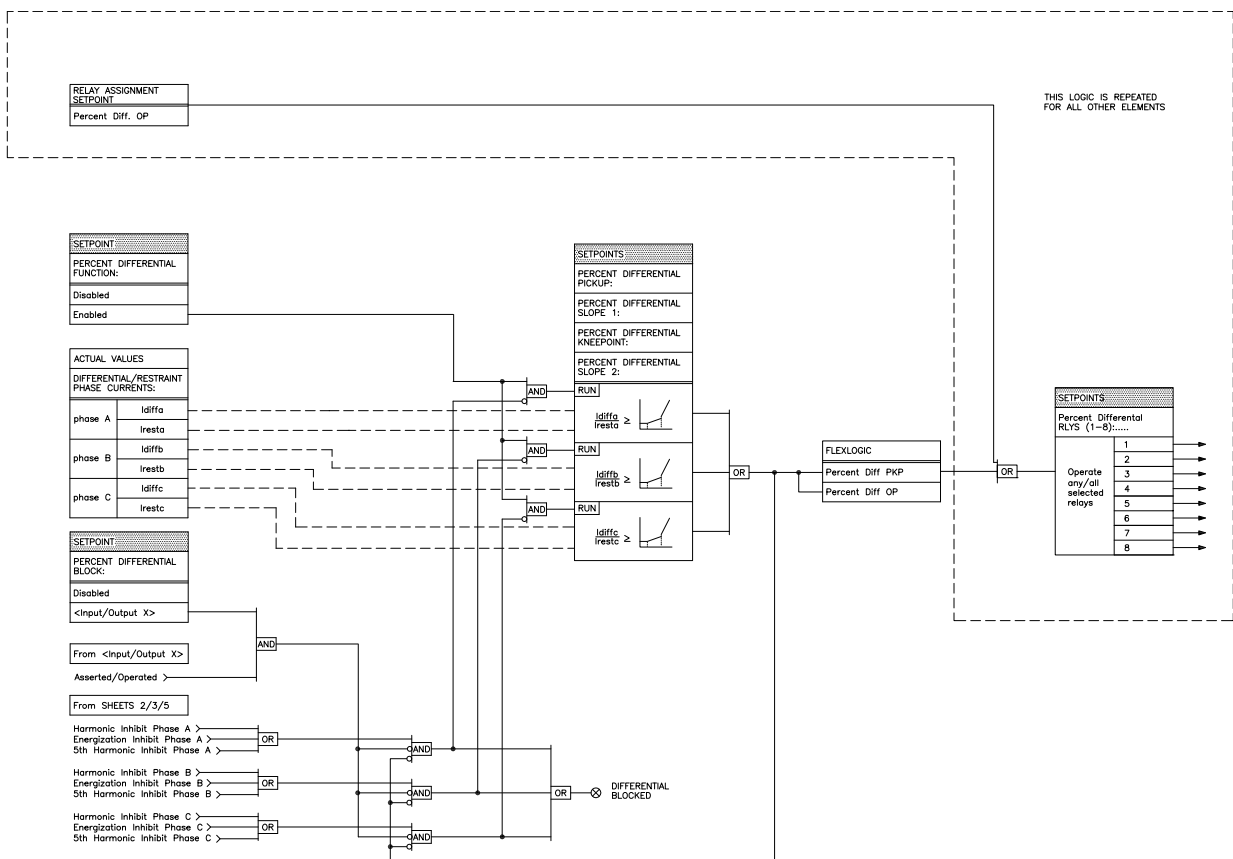 RELAY ASSIGNMENT
SETPOINT
Percent Diff. OP
THIS LOGIC IS REPEATED
FOR ALL OTHER ELEMENTS
SETPOINT
PERCENT DIFFERENTIAL
FUNCTION:
Disabled
Enabled
ACTUAL VALUES
DIFFERENTIAL/RESTRAINT
PHASE CURRENTS:
phase A
Idiffa
Iresta
phase B
Idiffb
Irestb
phase C
Idiffc
Irestc
SETPOINT
PERCENT DIFFERENTIAL
BLOCK:
Disabled
<Input/Output X>
From <Input/Output X>
Asserted/Operated
AND
From SHEETS 2/3/5
Harmonic Inhibit Phase A
Energization Inhibit Phase A
5th Harmonic Inhibit Phase A
OR
AND
Harmonic Inhibit Phase B
Energization Inhibit Phase B
5th Harmonic Inhibit Phase B
OR
AND
Harmonic Inhibit Phase C
Energization Inhibit Phase C
5th Harmonic Inhibit Phase C
OR
AND
OR
DIFFERENTIAL
BLOCKED
SETPOINTS
PERCENT DIFFERENTIAL
PICKUP:
PERCENT DIFFERENTIAL
SLOPE 1:
PERCENT DIFFERENTIAL
KNEEPOINT:
PERCENT DIFFERENTIAL
SLOPE 2:
AND
RUN
Idiffa
Iresta
≥
AND
RUN
Idiffb
Irestb
≥
AND
RUN
Idiffc
Irestc
≥
OR
FLEXLOGIC
Percent Diff PKP
Percent Diff OP
OR
SETPOINTS
Percent Differential
RLYS (1-8):.....
Operate
any/all
selected
relays
1
2
3
4
5
6
7
8